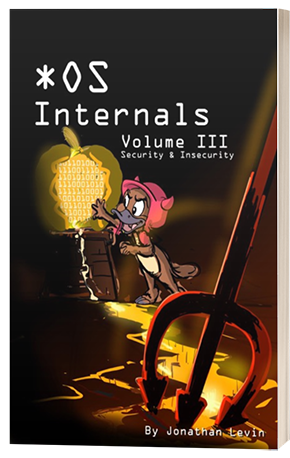 *OS
Internals
Volume III
Security & Insecurity
By Jonathan Levin